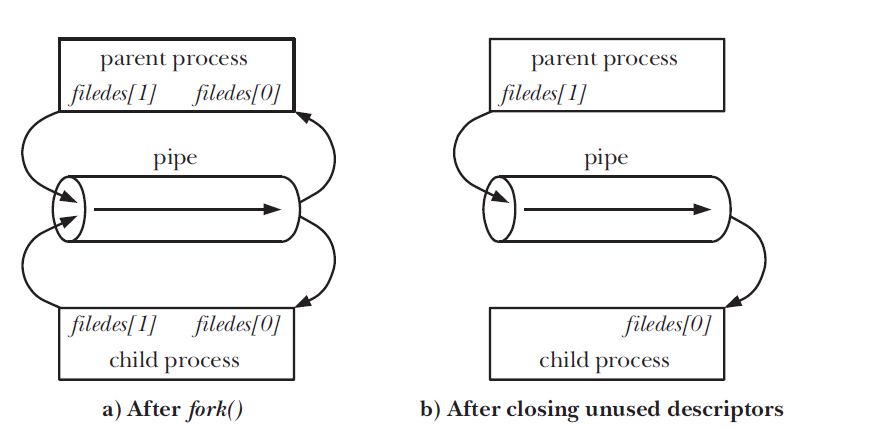 parent process
filedes[1] filedes[0]
pipe
filedes[1] filedes[0]
child process
a) After fork()
parent process
filedes[1]
pipe
filedes[0]
child process
b) After closing unused descriptors